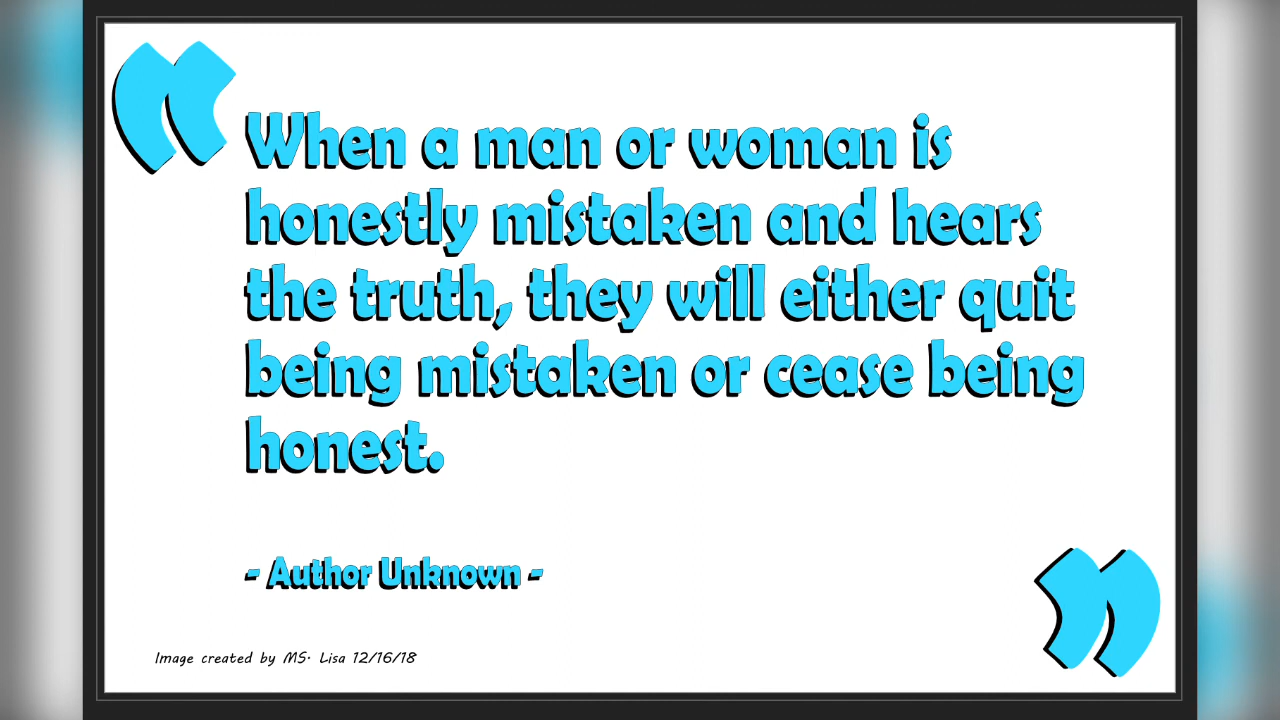 When a man or woman is
honestly mistaken and hears
the truth, they will either quit
being mistaken or cease being
honest.
- Author Unknown -
Image created by MS. Lisa 12/16/18